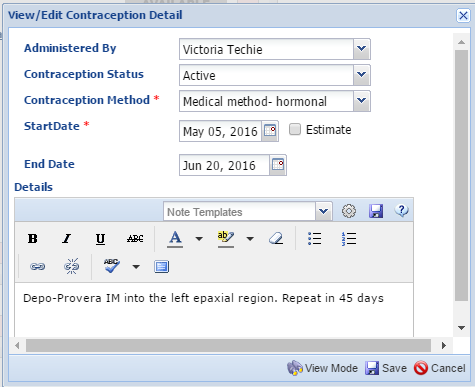 View/Edit Contraception Detail
Administered By Victoria Techie
Contraception Status Active
Contraception Method * Medical method- hormonal
StartDate * May 05, 2016 Estimate
End Date Jun 20, 2016
Details
Note Templates
B I U ABC A ab
ABC
Depo-Provera IM into the left epaxial region. Repeat in 45 days
View Mode Save Cancel